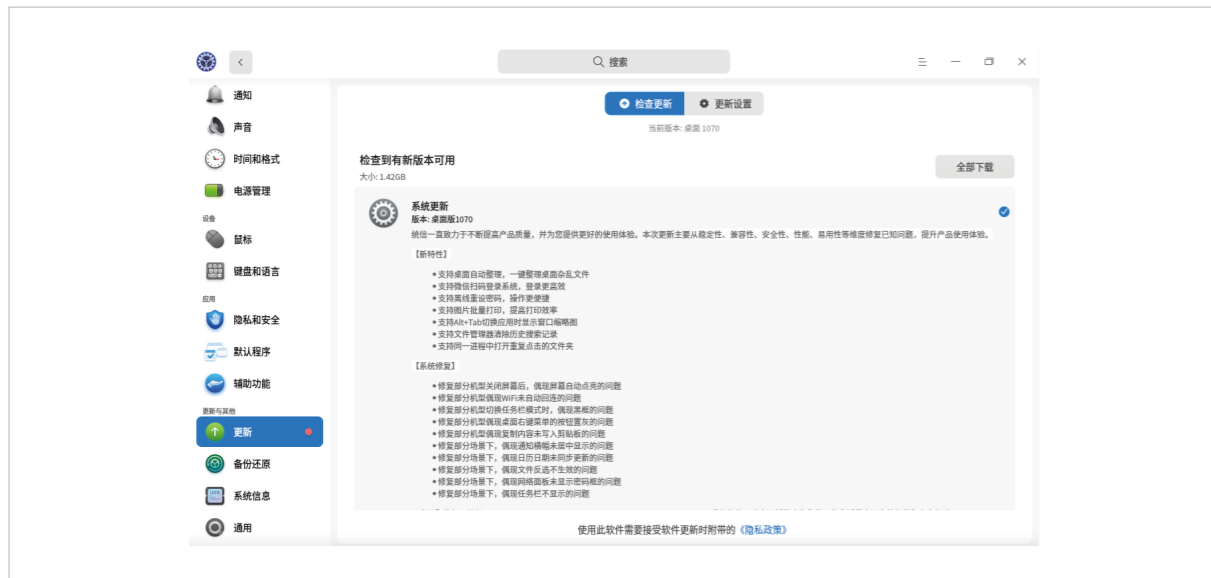 搜索
通知
声音
时间和格式
电源管理
设备
鼠标
键盘和语言
应用
隐私和安全
默认程序
辅助功能
更新与其他
更新
备份还原
系统信息
通用
检查更新
更新设置
当前版本: 桌面 1070
检查到有新版本可用
大小: 1.42GB
全部下载
系统更新
版本: 桌面版1070
统信一直致力于不断提高产品质量，并为您提供更好的使用体验。本次更新主要从稳定性、兼容性、安全性、性能、易用性等维度修复已知问题，提升产品使用体验。
【新特性】
• 支持桌面自动整理，一键整理桌面杂乱文件
• 支持微信扫码登录系统，登录更高效
• 支持离线重设密码，操作更便捷
• 支持图片批量打印，提高打印效率
• 支持Alt+Tab切换应用时显示窗口缩略图
• 支持文件管理器清除历史搜索记录
• 支持同一进程中打开重复点击的文件夹
【系统修复】
• 修复部分机型关闭屏幕后，偶现屏幕自动点亮的问题
• 修复部分机型偶现WiFi未自动回连的问题
• 修复部分机型切换任务栏模式时，偶现黑框的问题
• 修复部分机型偶现桌面右键菜单的按钮置灰的问题
• 修复部分机型偶现复制内容未写入剪贴板的问题
• 修复部分场景下，偶现通知横幅未居中显示的问题
• 修复部分场景下，偶现日历日期未同步更新的问题
• 修复部分场景下，偶现文件反选不生效的问题
• 修复部分场景下，偶现网络面板未显示密码框的问题
• 修复部分场景下，偶现任务栏不显示的问题
使用此软件需要接受软件更新时附带的《隐私政策》